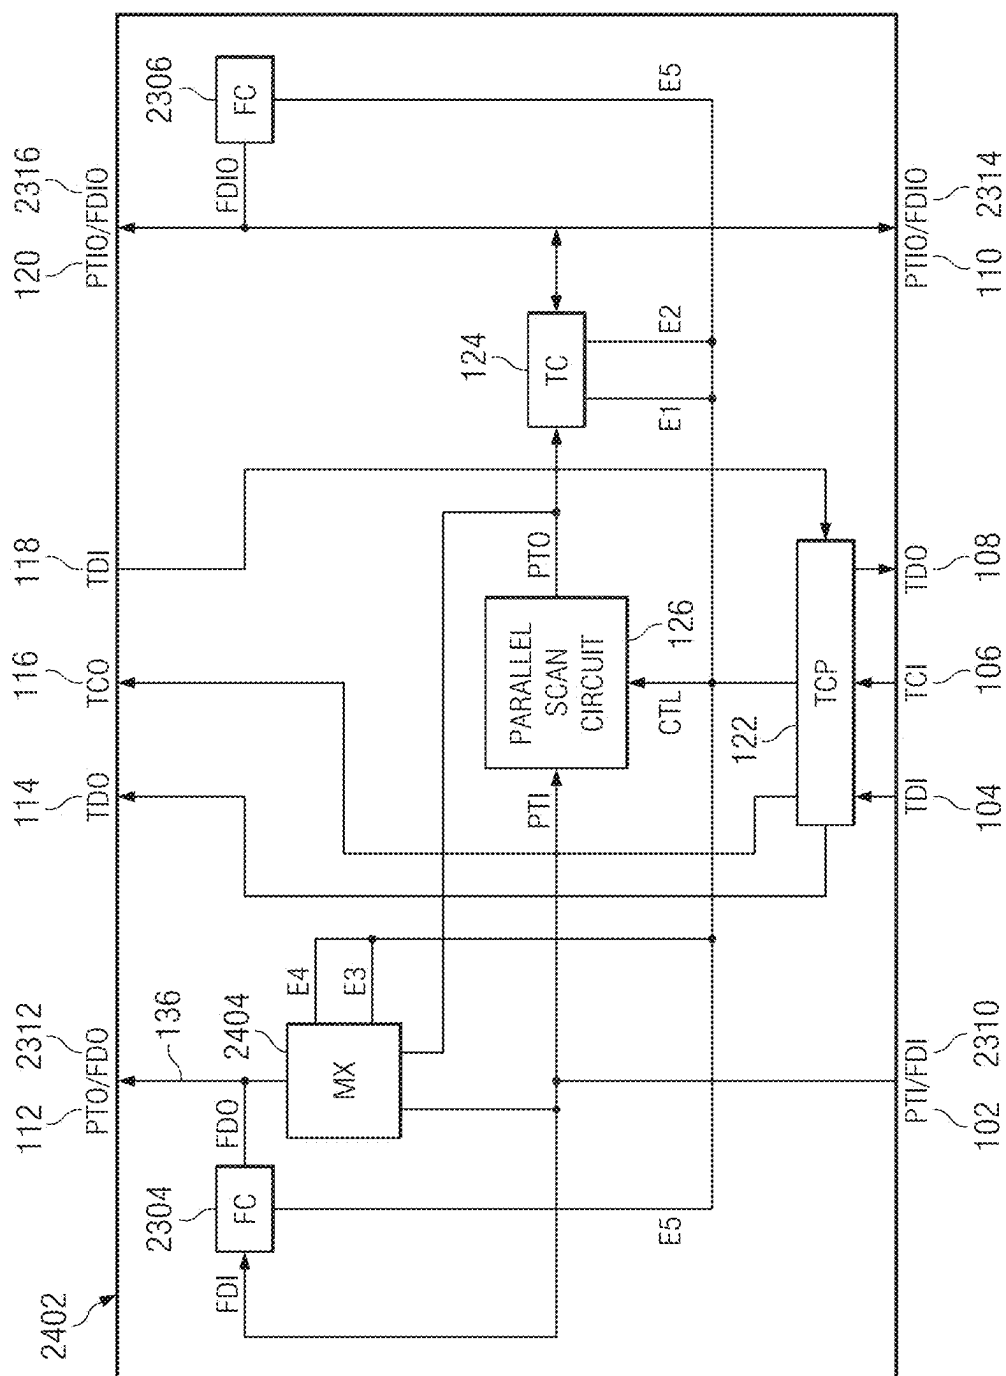 2402
112
2312
PTO/FDO
136
114
TDO
116
TCO
118
TDI
120
2316
PTIO/FDIO
2304
FC
FDI
FDO
E5
2404
MX
E4
E3
PTI
PARALLEL
SCAN
CIRCUIT
126
PTO
CTL
124
TC
E1
E2
2306
FC
FDIO
E5
122
TCP
PTI/FDI
102
2310
TDI
104
TCI
106
TDO
108
PTIO/FDIO
110
2314